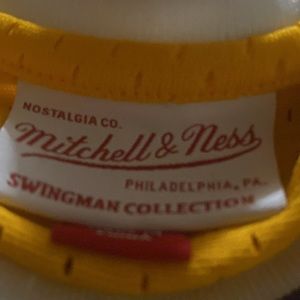 NOSTALGIA CO.
Mitchell & Ness
PHILADELPHIA, PA.
SWINGMAN COLLECTION